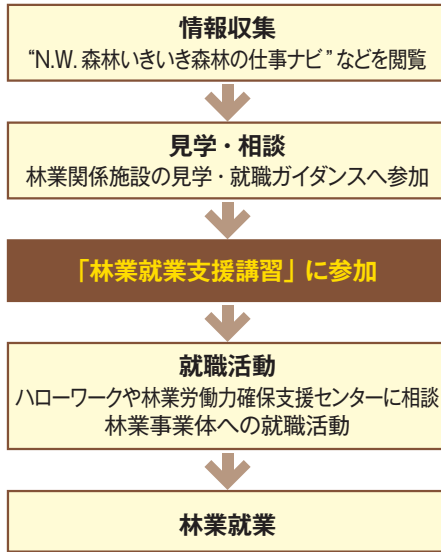 情報収集
“N.W. 森林いきいき森林の仕事ナビ”などを閲覧
見学・相談
林業関係施設の見学・就職ガイダンスへ参加
「林業就業支援講習」に参加
就職活動
ハローワークや林業労働力確保支援センターに相談
林業事業体への就職活動
林業就業